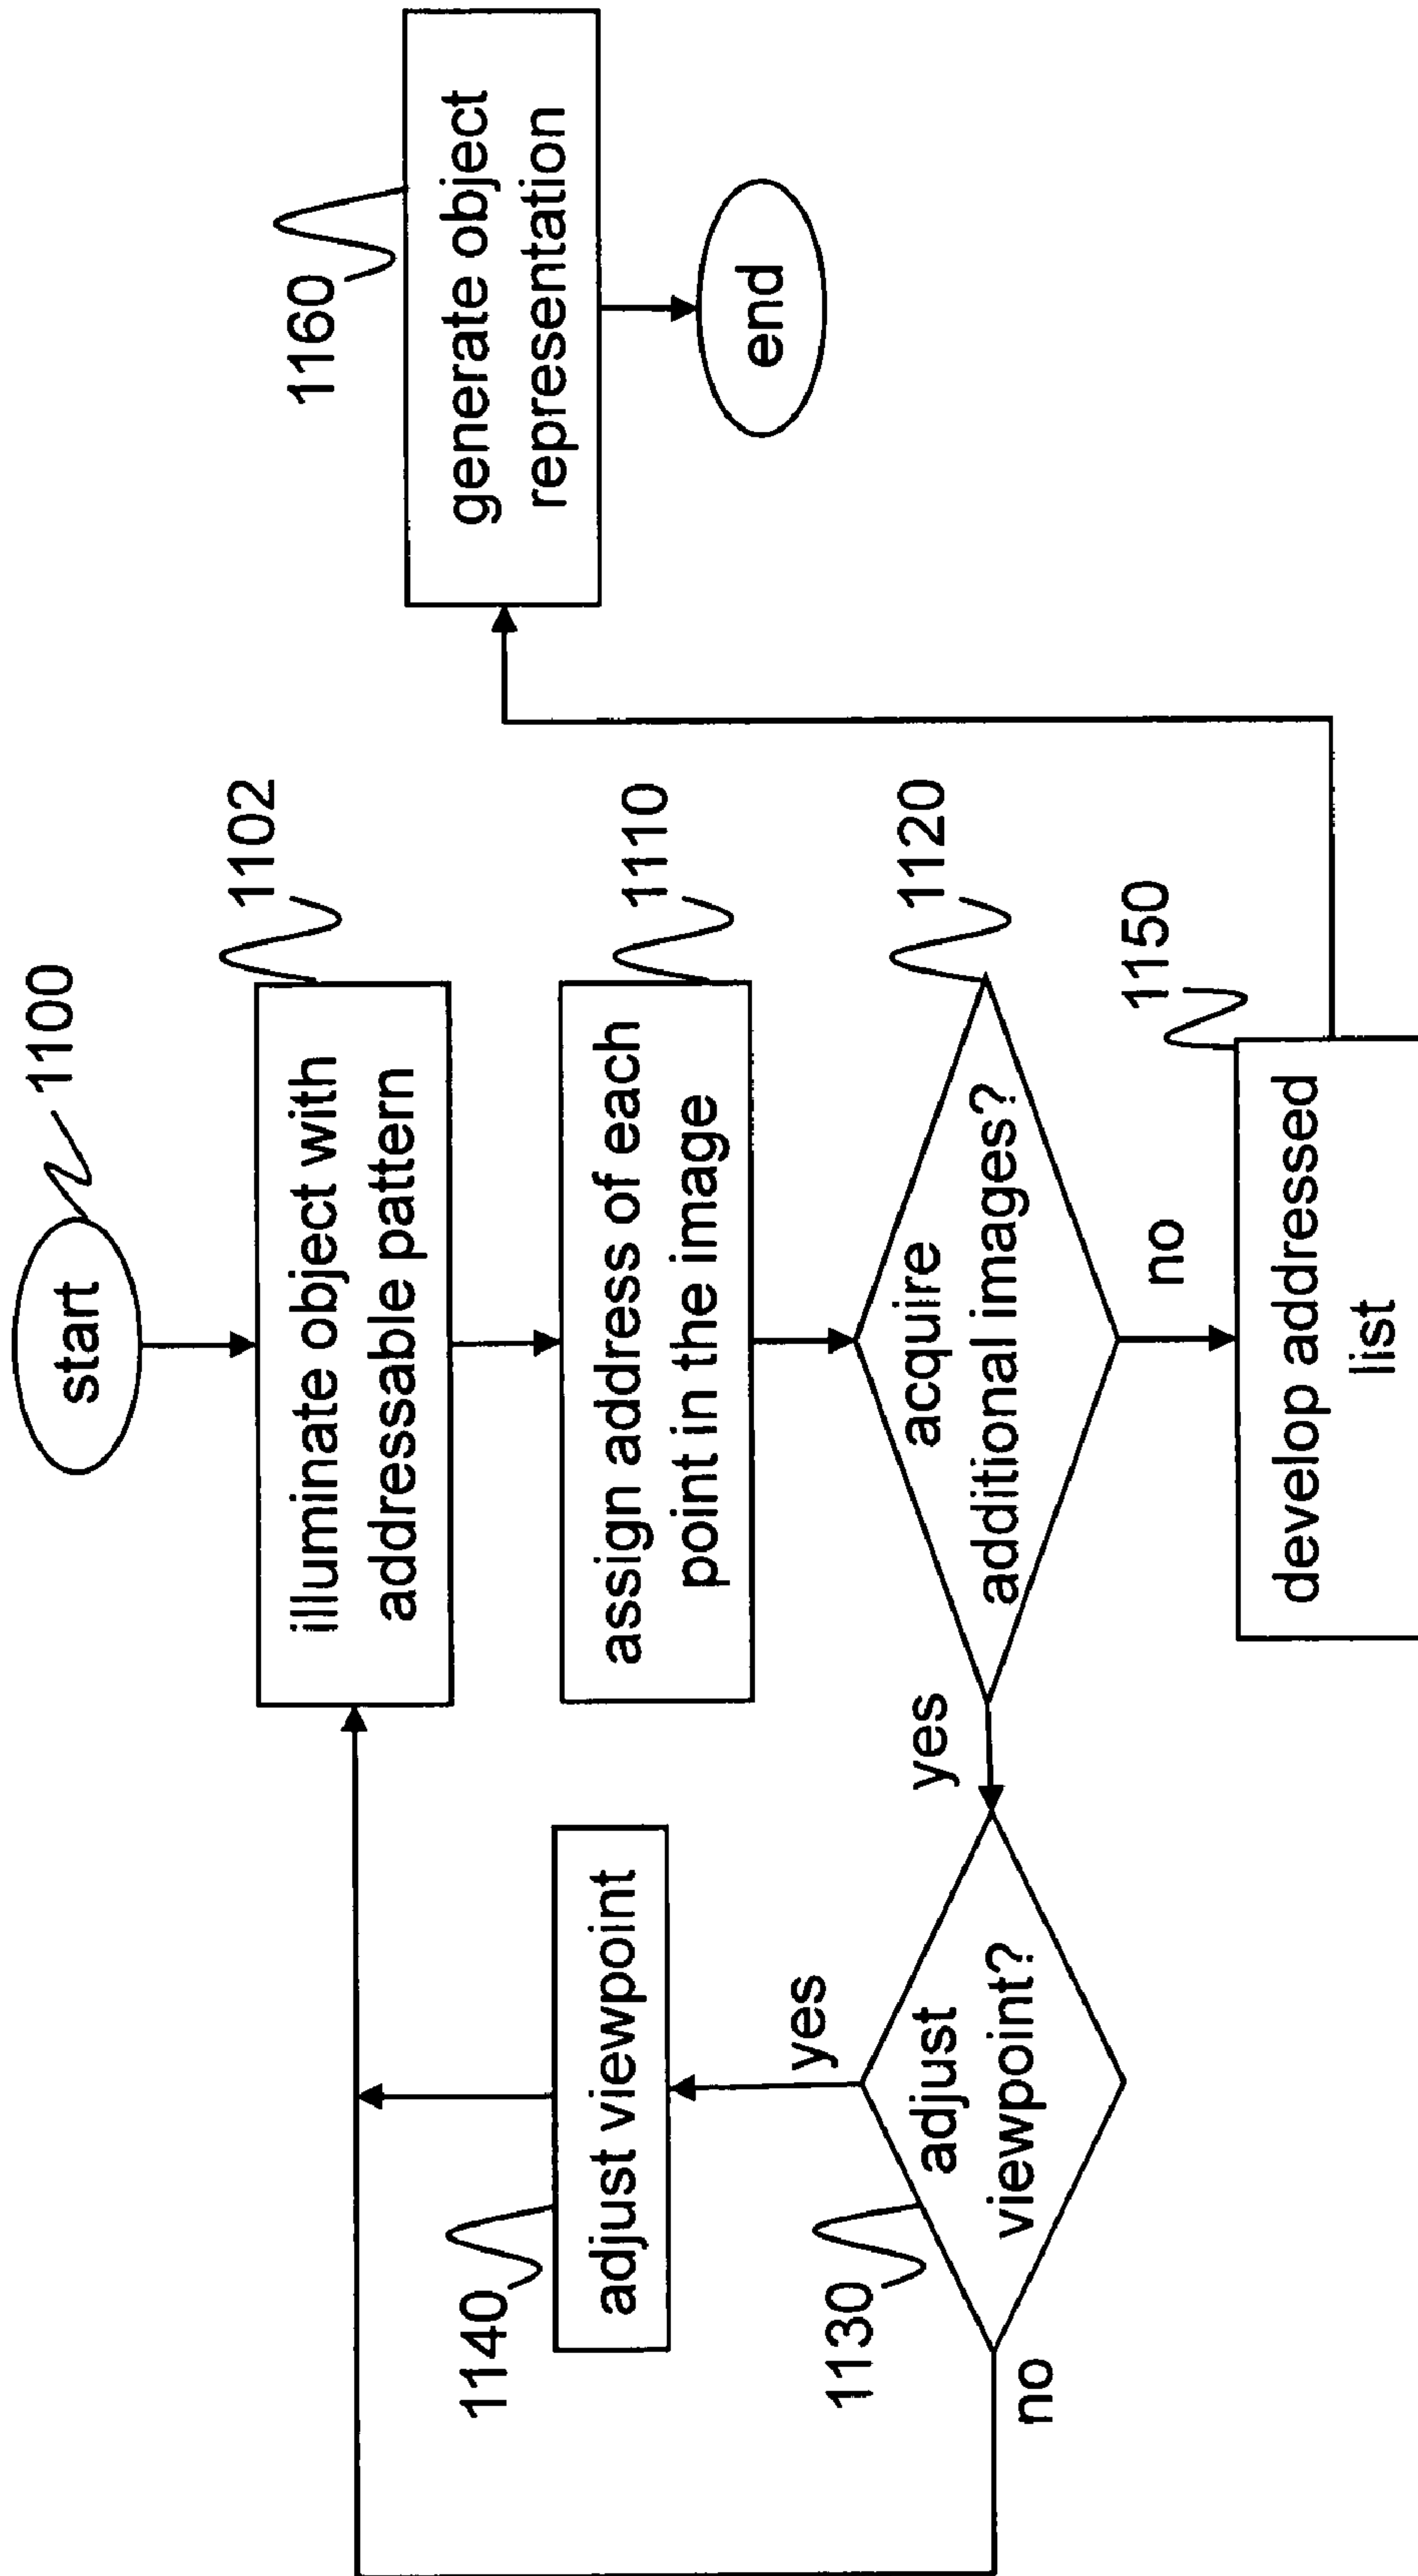 start
1100
illuminate object with
addressable pattern
1102
assign address of each
point in the image
1110
acquire
additional images?
1120
yes
no
adjust
viewpoint?
1130
yes
no
adjust viewpoint
1140
develop addressed
list
1150
generate object
representation
1160
end